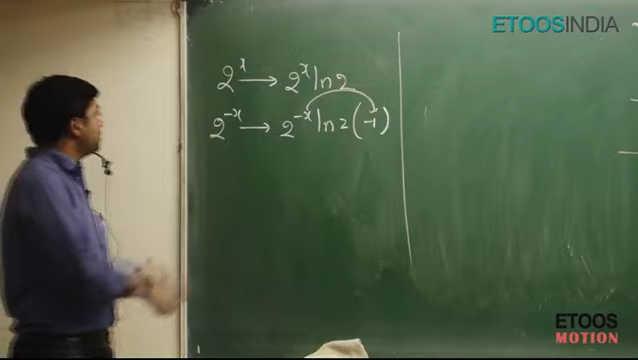 ETOOSINDIA
2^x → 2^x ln 2
2^-x → 2^-x ln 2 (-1)
ETOOS
MOTION